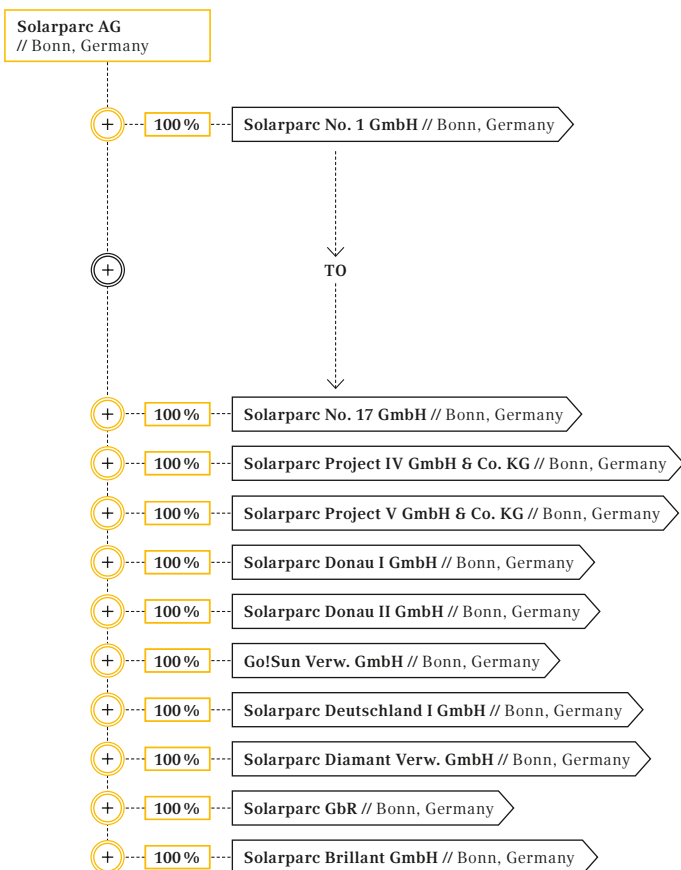 Solarparc AG
// Bonn, Germany
+ 100% Solarparc No. 1 GmbH // Bonn, Germany
+ TO
+ 100% Solarparc No. 17 GmbH // Bonn, Germany
+ 100% Solarparc Project IV GmbH & Co. KG // Bonn, Germany
+ 100% Solarparc Project V GmbH & Co. KG // Bonn, Germany
+ 100% Solarparc Donau I GmbH // Bonn, Germany
+ 100% Solarparc Donau II GmbH // Bonn, Germany
+ 100% Go!Sun Verw. GmbH // Bonn, Germany
+ 100% Solarparc Deutschland I GmbH // Bonn, Germany
+ 100% Solarparc Diamant Verw. GmbH // Bonn, Germany
+ 100% Solarparc GbR // Bonn, Germany
+ 100% Solarparc Brillant GmbH // Bonn, Germany